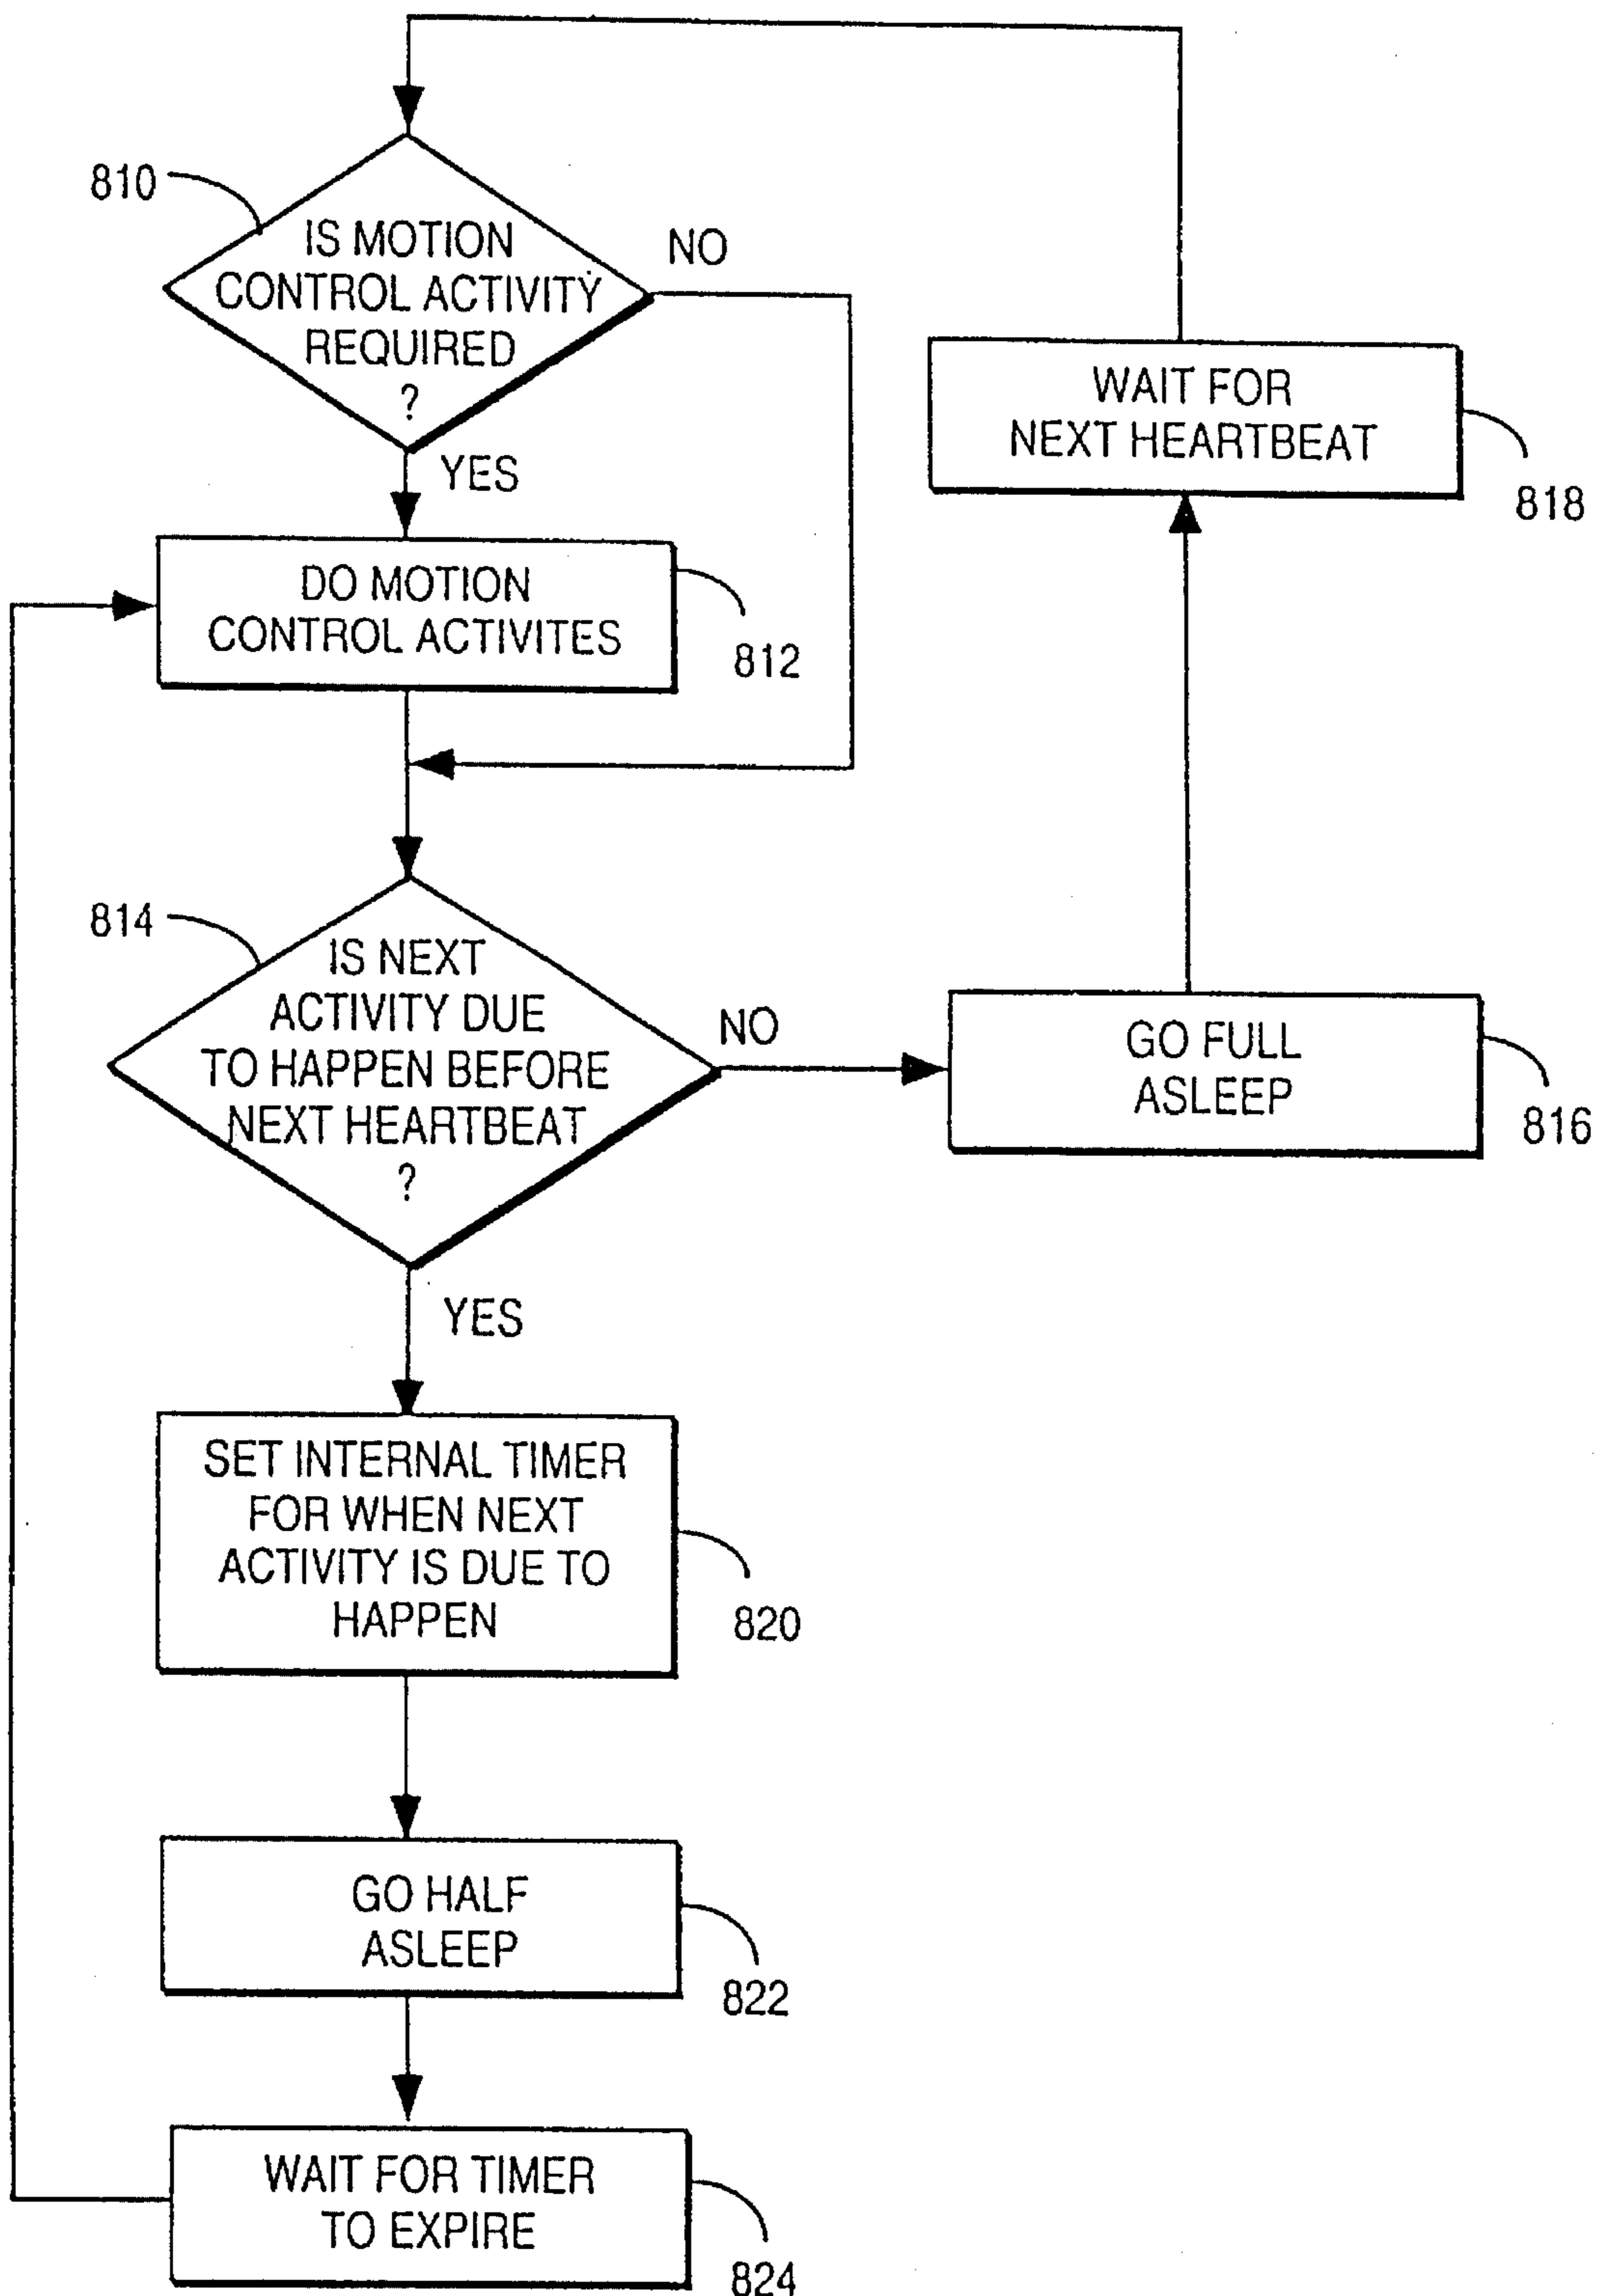 810
IS MOTION
CONTROL ACTIVITY
REQUIRED
?
NO
YES
WAIT FOR
NEXT HEARTBEAT
818
DO MOTION
CONTROL ACTIVITES
812
814
IS NEXT
ACTIVITY DUE
TO HAPPEN BEFORE
NEXT HEARTBEAT
?
NO
GO FULL
ASLEEP
816
YES
SET INTERNAL TIMER
FOR WHEN NEXT
ACTIVITY IS DUE TO
HAPPEN
820
GO HALF
ASLEEP
822
WAIT FOR TIMER
TO EXPIRE
824